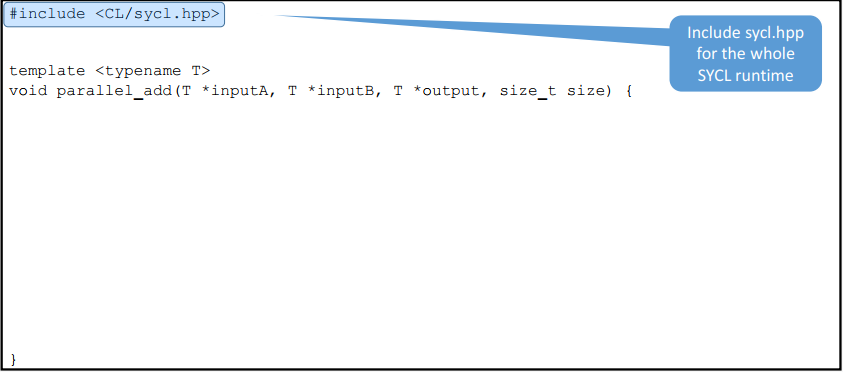 #include <CL/sycl.hpp>
Include sycl.hpp
for the whole
SYCL runtime
template <typename T>
void parallel_add(T *inputA, T *inputB, T *output, size_t size) {
}